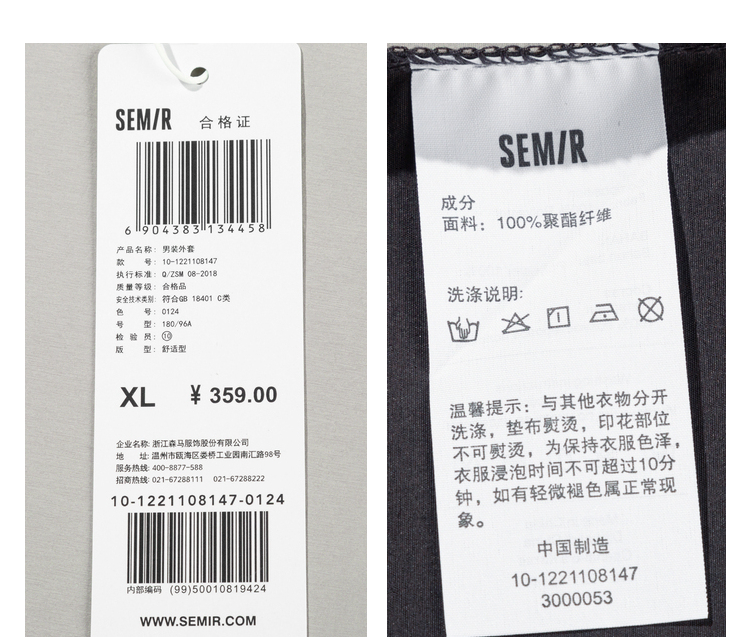 SEMIR 合格证
6 904383 134458
产品名称: 男装外套
款 号: 10-1221108147
执行标准: Q/ZSM 08-2018
质量等级: 合格品
安全技术类别: 符合GB 18401 C类
色 号: 0124
号 型: 180/96A
检 验 员: ⑩
版 型: 舒适型
XL ¥ 359.00
企业名称: 浙江森马服饰股份有限公司
地 址: 温州市瓯海区娄桥工业园南汇路98号
服务热线: 400-8877-588
招商热线: 021-67288111 021-67288222
10-1221108147-0124
内部编码 (99)50010819424
WWW.SEMIR.COM
SEMIR
成分
面料: 100%聚酯纤维
洗涤说明:
温馨提示: 与其他衣物分开
洗涤, 垫布熨烫, 印花部位
不可熨烫, 为保持衣服色泽,
衣服浸泡时间不可超过10分
钟, 如有轻微褪色属正常现
象。
中国制造
10-1221108147
3000053